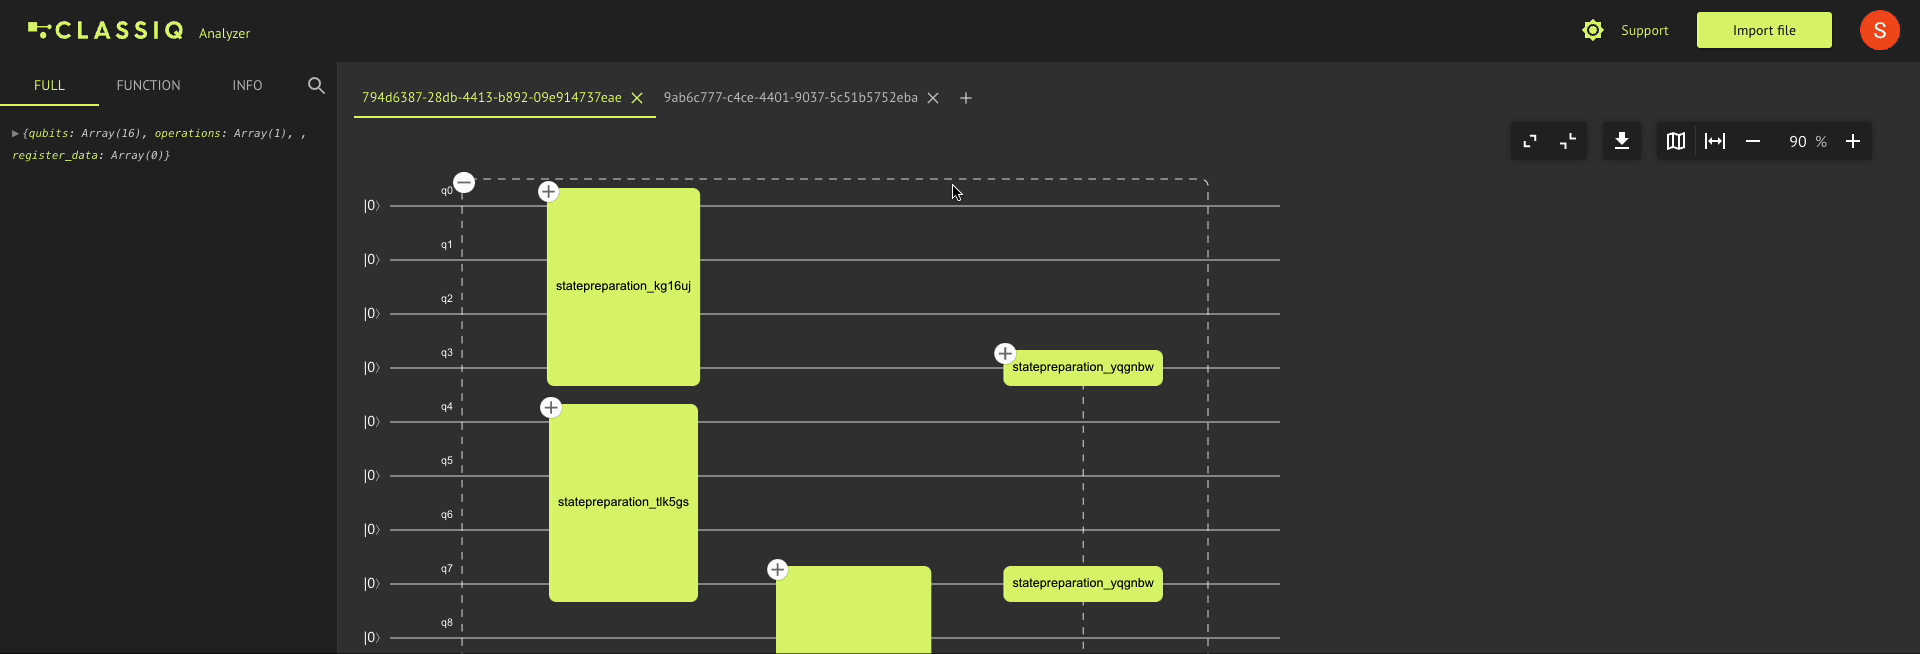 CLASSIQ Analyzer
Support
Import file
S
FULL FUNCTION INFO
794d6387-28db-4413-b892-09e914737eae 9ab6c777-c4ce-4401-9037-5c51b5752eba
{qubits: Array(16), operations: Array(1), ,
register_data: Array(0)}
90 %
q0
|0⟩
q1
|0⟩
statepreparation_kg16uj
q2
|0⟩
q3
|0⟩
statepreparation_yqgnbw
q4
|0⟩
q5
|0⟩
statepreparation_tlk5gs
q6
|0⟩
q7
|0⟩
statepreparation_yqgnbw
q8
|0⟩